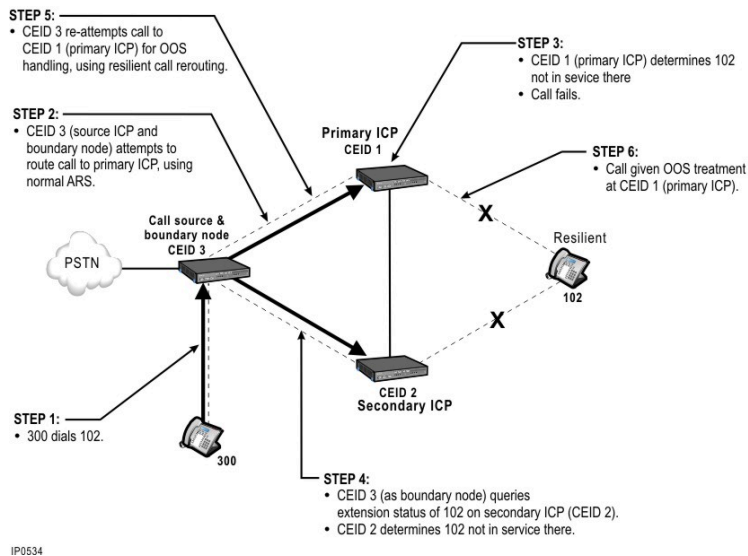 STEP 5:
• CEID 3 re-attempts call to
CEID 1 (primary ICP) for OOS
handling, using resilient call rerouting.
STEP 3:
• CEID 1 (primary ICP) determines 102
not in sevice there
• Call fails.
STEP 2:
• CEID 3 (source ICP and
boundary node) attempts to
route call to primary ICP, using
normal ARS.
Primary ICP
CEID 1
STEP 6:
• Call given OOS treatment
at CEID 1 (primary ICP).
Call source &
boundary node
CEID 3
PSTN
X
Resilient
102
X
CEID 2
Secondary ICP
STEP 1:
• 300 dials 102.
300
STEP 4:
• CEID 3 (as boundary node) queries
extension status of 102 on secondary ICP (CEID 2).
• CEID 2 determines 102 not in service there.
IP0534